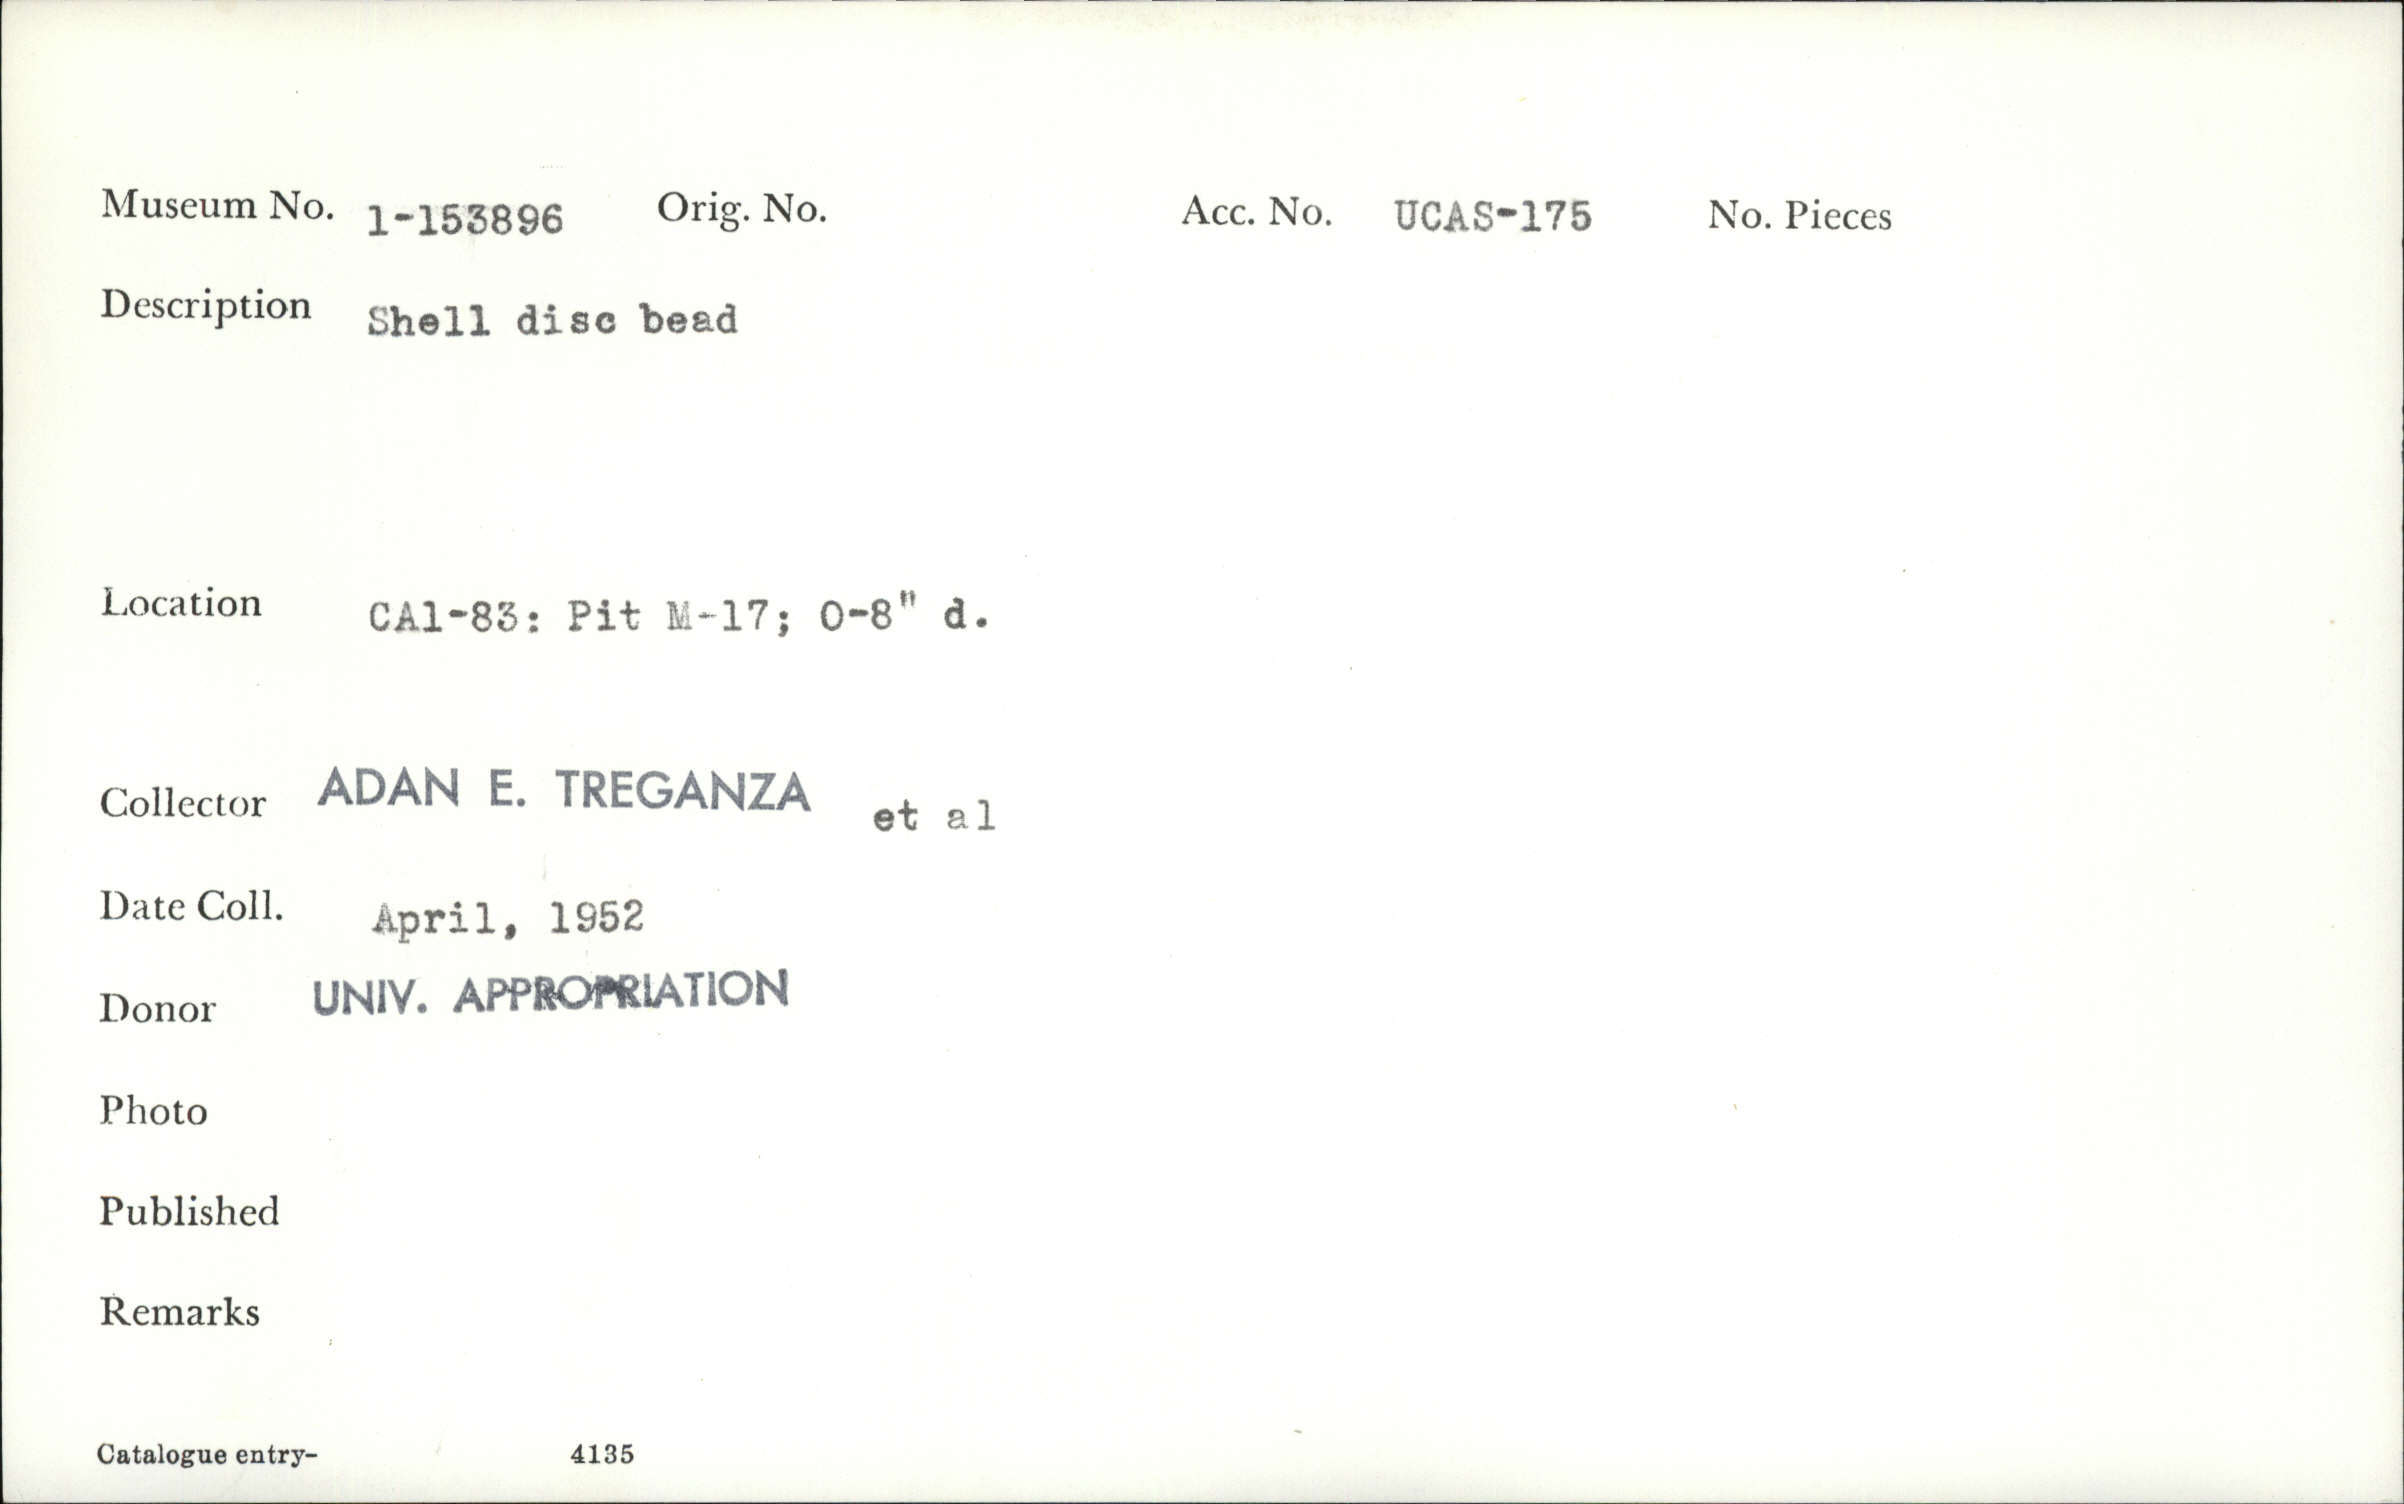 Museum No. 1-153896 Orig. No. Acc. No. UCAS-175 No. Pieces
Description Shell disc bead
Location CAl-83: Pit M-17; 0-8" d.
Collector ADAN E. TREGANZA et al
Date Coll. April, 1952
Donor UNIV. APPROPRIATION
Photo
Published
Remarks
Catalogue entry- 4135